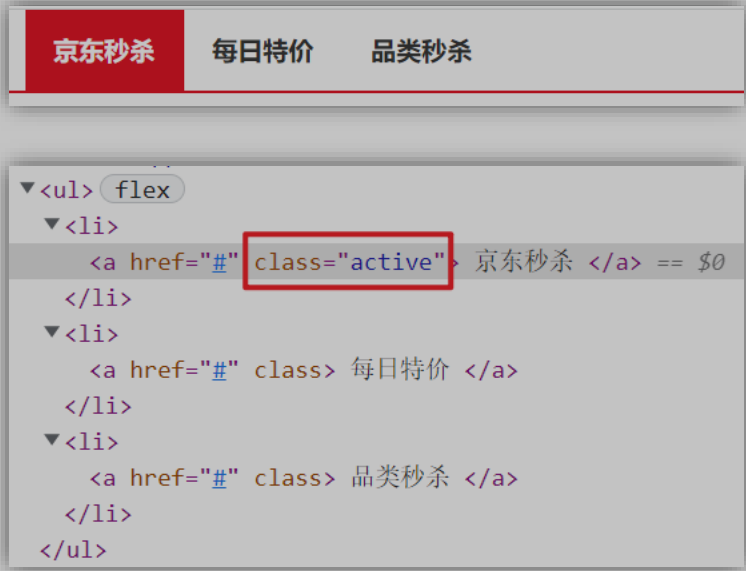 京东秒杀 每日特价 品类秒杀
<ul> flex
<li>
<a href="#" class="active"> 京东秒杀 </a> == $0
</li>
<li>
<a href="#" class> 每日特价 </a>
</li>
<li>
<a href="#" class> 品类秒杀 </a>
</li>
</ul>